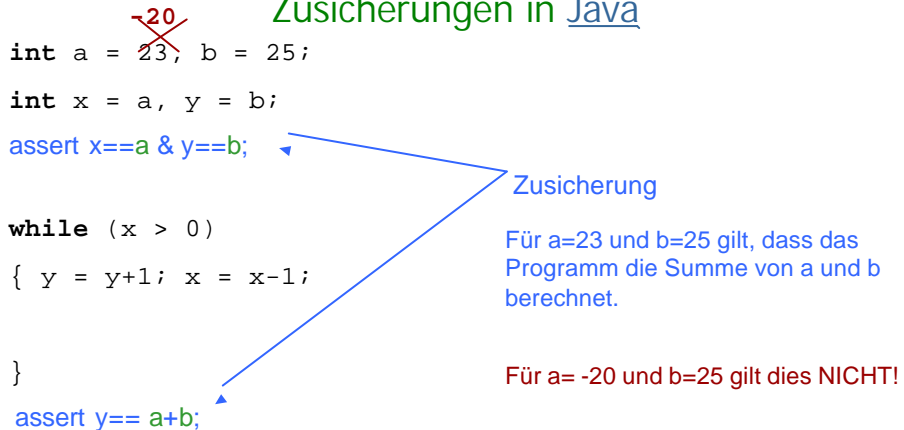 Zusicherungen in Java
-20
int a = 23, b = 25;
int x = a, y = b;
assert x==a & y==b;
Zusicherung
while (x > 0)
{ y = y+1; x = x-1;
Für a=23 und b=25 gilt, dass das
Programm die Summe von a und b
berechnet.
}
Für a= -20 und b=25 gilt dies NICHT!
assert y== a+b;